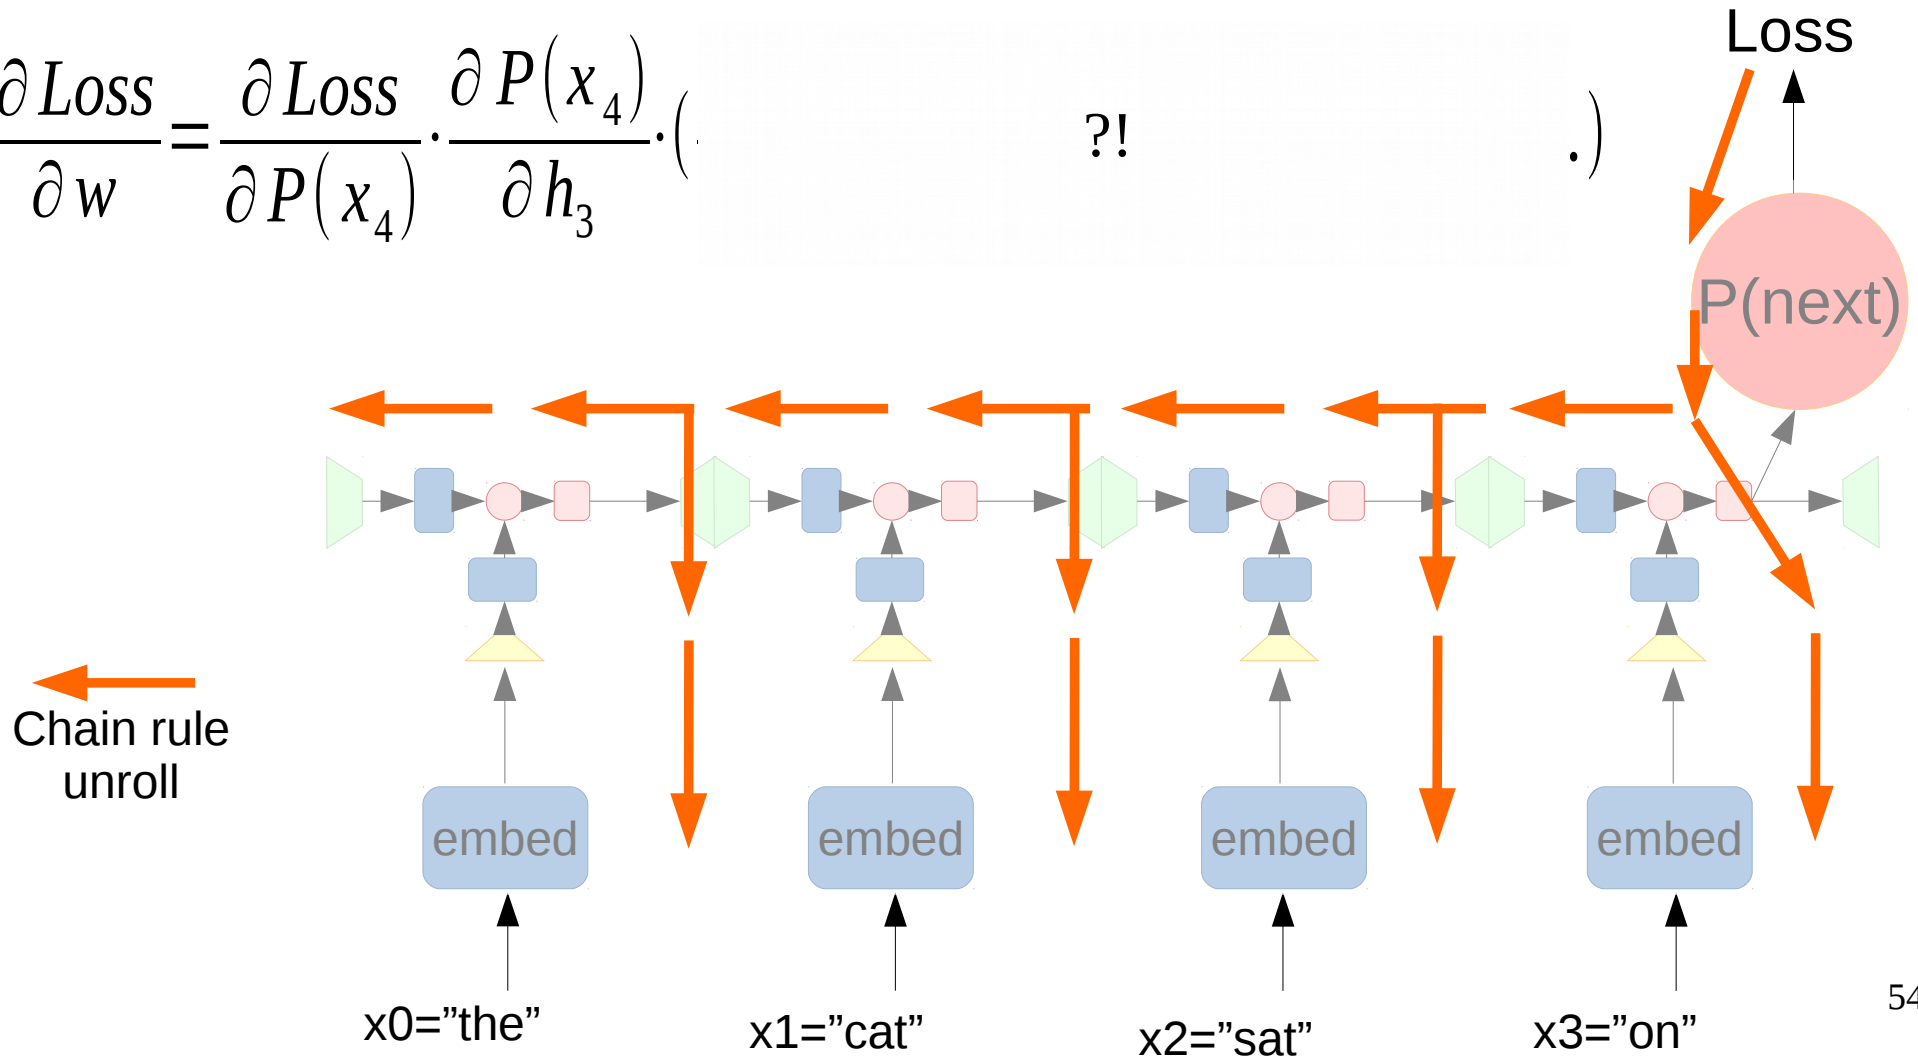 Loss
∂Loss/∂w = ∂Loss/∂P(x₄) · ∂P(x₄)/∂h₃ · ( ?! .)
P(next)
Chain rule
unroll
embed embed embed embed
x0=”the” x1=”cat” x2=”sat” x3=”on”
54